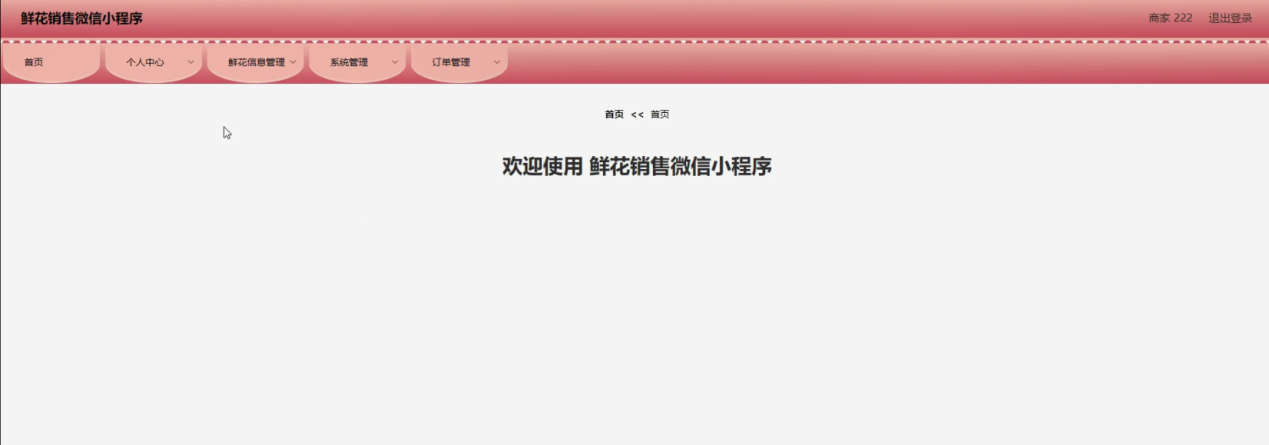 鲜花销售微信小程序
商家 222 退出登录
首页 个人中心 鲜花信息管理 系统管理 订单管理
首页 << 首页
欢迎使用 鲜花销售微信小程序